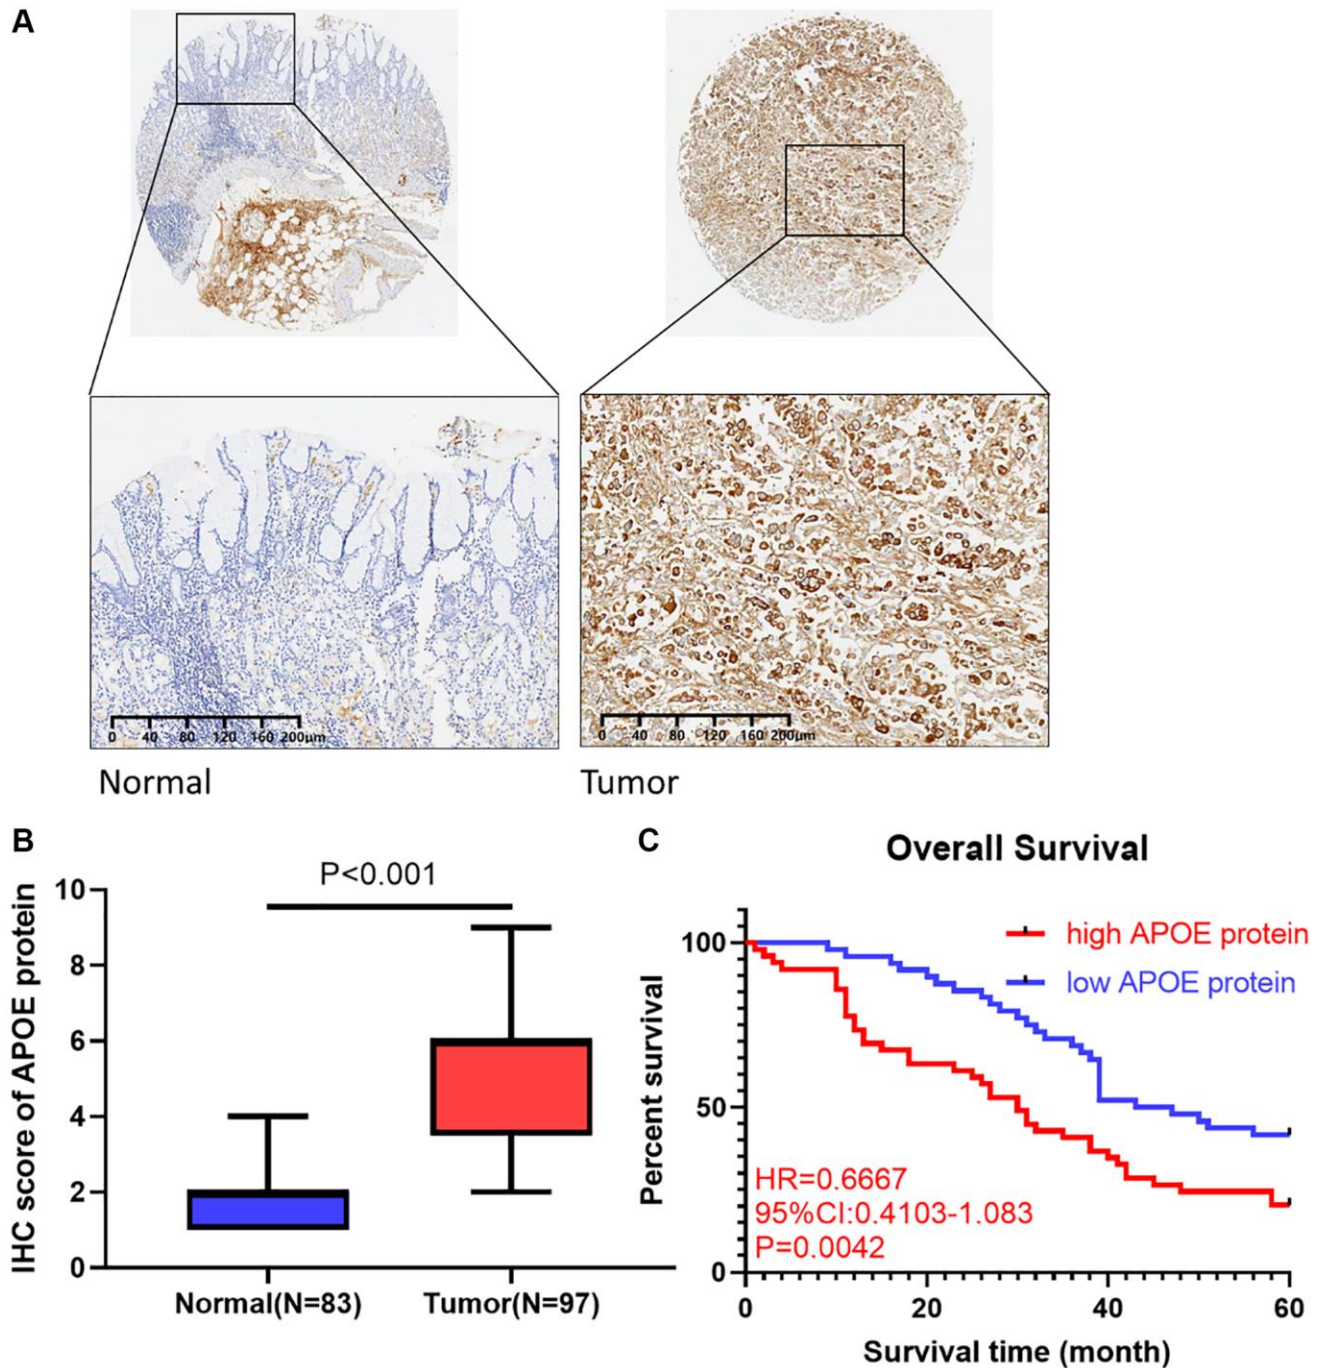 A
0 40 80 120 160 200μm
0 40 80 120 160 200μm
Normal
Tumor
B
P<0.001
IHC score of APOE protein
10
8
6
4
2
0
Normal(N=83)
Tumor(N=97)
C
Overall Survival
high APOE protein
low APOE protein
Percent survival
100
50
0
HR=0.6667
95%CI:0.4103-1.083
P=0.0042
0 20 40 60
Survival time (month)